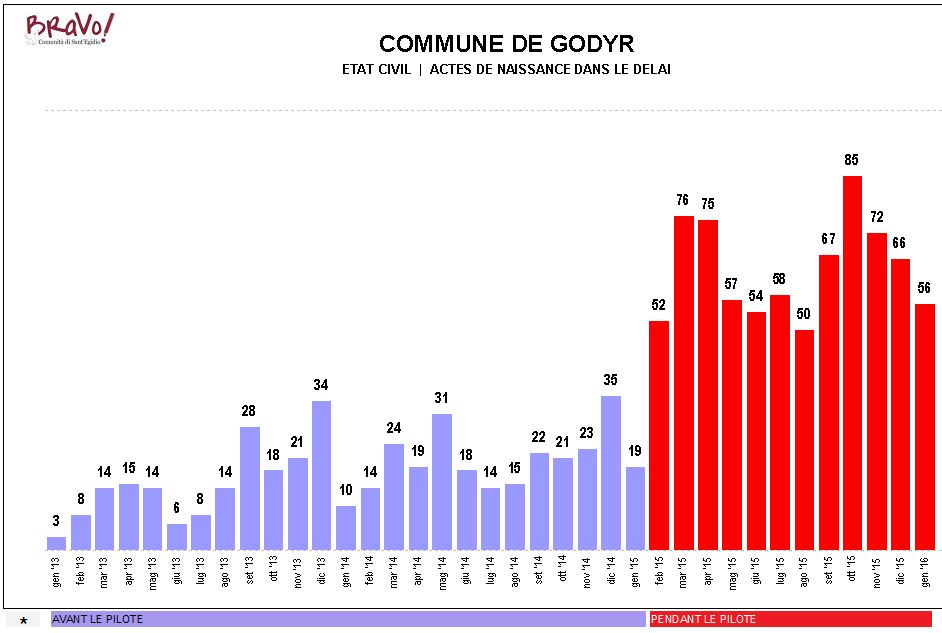 BRaVo!
Comunità di Sant'Egidio
COMMUNE DE GODYR
ETAT CIVIL | ACTES DE NAISSANCE DANS LE DELAI
3 8 14 15 14 6 8 14 28 18 21 34 10 14 24 19 31 18 14 15 22 21 23 35 19 52 76 75 57 54 58 50 67 85 72 66 56
gen '13 feb '13 mar '13 apr '13 mag '13 giu '13 lug '13 ago '13 set '13 ott '13 nov '13 dic '13 gen '14 feb '14 mar '14 apr '14 mag '14 giu '14 lug '14 ago '14 set '14 ott '14 nov '14 dic '14 gen '15 feb '15 mar '15 apr '15 mag '15 giu '15 lug '15 ago '15 set '15 ott '15 nov '15 dic '15 gen '16
* AVANT LE PILOTE PENDANT LE PILOTE